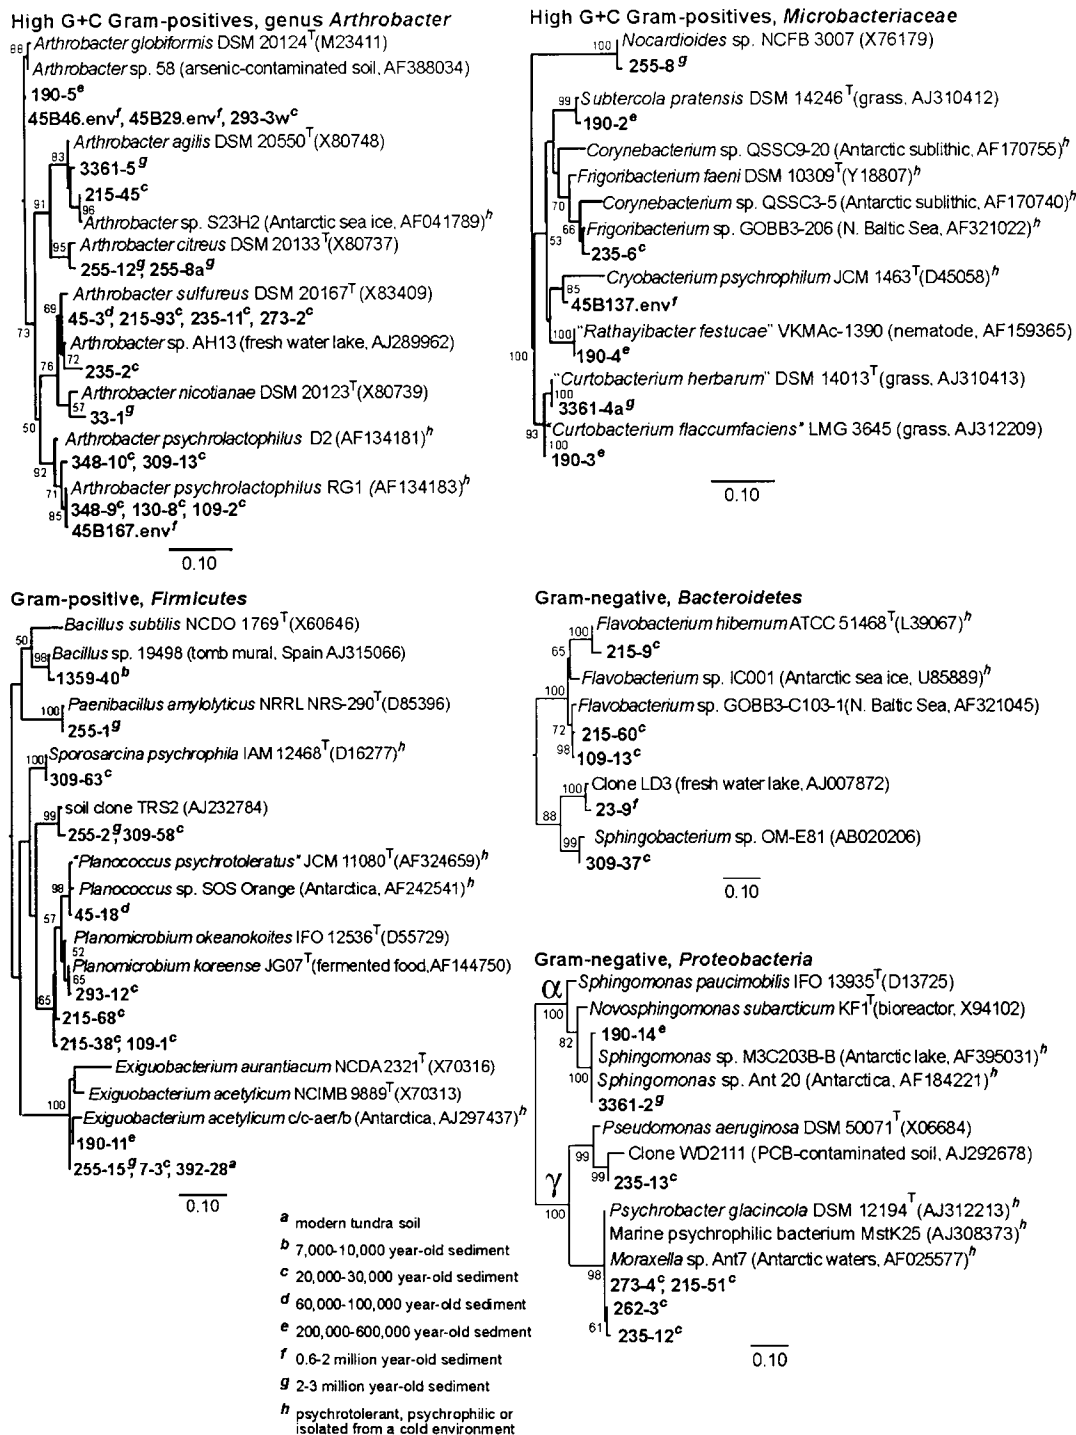 High G+C Gram-positives, genus Arthrobacter
88
Arthrobacter globiformis DSM 20124T(M23411)
Arthrobacter sp. 58 (arsenic-contaminated soil, AF388034)
190-5e
45B46.envf, 45B29.envf, 293-3wc
Arthrobacter agilis DSM 20550T(X80748)
83
3361-5g
215-45c
96
91
Arthrobacter sp. S23H2 (Antarctic sea ice, AF041789)h
Arthrobacter citreus DSM 20133T(X80737)
95
255-12g, 255-8ag
Arthrobacter sulfureus DSM 20167T(X83409)
69
45-3d, 215-93c, 235-11c, 273-2c
73
Arthrobacter sp. AH13 (fresh water lake, AJ289962)
72
76
235-2c
Arthrobacter nicotianae DSM 20123T(X80739)
57
33-1g
50
Arthrobacter psychrolactophilus D2 (AF134181)h
348-10c, 309-13c
92
Arthrobacter psychrolactophilus RG1 (AF134183)h
71
348-9c, 130-8c, 109-2c
85
45B167.envf
0.10
High G+C Gram-positives, Microbacteriaceae
100
Nocardioides sp. NCFB 3007 (X76179)
255-8g
99
Subtercola pratensis DSM 14246T(grass, AJ310412)
190-2e
Corynebacterium sp. QSSC9-20 (Antarctic sublithic, AF170755)h
Frigoribacterium faeni DSM 10309T(Y18807)h
70
Corynebacterium sp. QSSC3-5 (Antarctic sublithic, AF170740)h
66
Frigoribacterium sp. GOBB3-206 (N. Baltic Sea, AF321022)h
53
235-6c
Cryobacterium psychrophilum JCM 1463T(D45058)h
85
45B137.envf
100
"Rathayibacter festucae" VKMAc-1390 (nematode, AF159365)
190-4e
100
"Curtobacterium herbarum" DSM 14013T(grass, AJ310413)
100
3361-4ag
93
"Curtobacterium flaccumfaciens" LMG 3645 (grass, AJ312209)
100
190-3e
0.10
Gram-positive, Firmicutes
Bacillus subtilis NCDO 1769T(X60646)
50
98
Bacillus sp. 19498 (tomb mural, Spain AJ315066)
1359-40b
100
Paenibacillus amylolyticus NRRL NRS-290T(D85396)
255-1g
100
Sporosarcina psychrophila IAM 12468T(D16277)h
309-63c
99
soil clone TRS2 (AJ232784)
255-2g, 309-58c
"Planococcus psychrotoleratus" JCM 11080T(AF324659)h
98
Planococcus sp. SOS Orange (Antarctica, AF242541)h
45-18d
57
Planomicrobium okeanokoites IFO 12536T(D55729)
52
Planomicrobium koreense JG07T(fermented food,AF144750)
65
293-12c
65
215-68c
215-38c, 109-1c
Exiguobacterium aurantiacum NCDA 2321T (X70316)
Exiguobacterium acetylicum NCIMB 9889T(X70313)
100
Exiguobacterium acetylicum c/c-aer/b (Antarctica, AJ297437)h
190-11e
255-15g, 7-3c, 392-28a
0.10
Gram-negative, Bacteroidetes
100
Flavobacterium hibernum ATCC 51468T(L39067)h
215-9c
65
Flavobacterium sp. IC001 (Antarctic sea ice, U85889)h
100
Flavobacterium sp. GOBB3-C103-1(N. Baltic Sea, AF321045)
72
215-60c
98
109-13c
100
Clone LD3 (fresh water lake, AJ007872)
23-9f
88
99
Sphingobacterium sp. OM-E81 (AB020206)
309-37c
0.10
Gram-negative, Proteobacteria
α
Sphingomonas paucimobilis IFO 13935T(D13725)
100
Novosphingomonas subarcticum KF1T(bioreactor, X94102)
190-14e
82
Sphingomonas sp. M3C203B-B (Antarctic lake, AF395031)h
100
Sphingomonas sp. Ant 20 (Antarctica, AF184221)h
3361-2g
Pseudomonas aeruginosa DSM 50071T(X06684)
99
Clone WD2111 (PCB-contaminated soil, AJ292678)
99
235-13c
γ
100
Psychrobacter glacincola DSM 12194T(AJ312213)h
Marine psychrophilic bacterium MstK25 (AJ308373)h
Moraxella sp. Ant7 (Antarctic waters, AF025577)h
98
273-4c, 215-51c
262-3c
61
235-12c
0.10
a modern tundra soil
b 7,000-10,000 year-old sediment
c 20,000-30,000 year-old sediment
d 60,000-100,000 year-old sediment
e 200,000-600,000 year-old sedment
f 0.6-2 million year-old sediment
g 2-3 million year-old sediment
h psychrotolerant, psychrophilic or
isolated from a cold environment